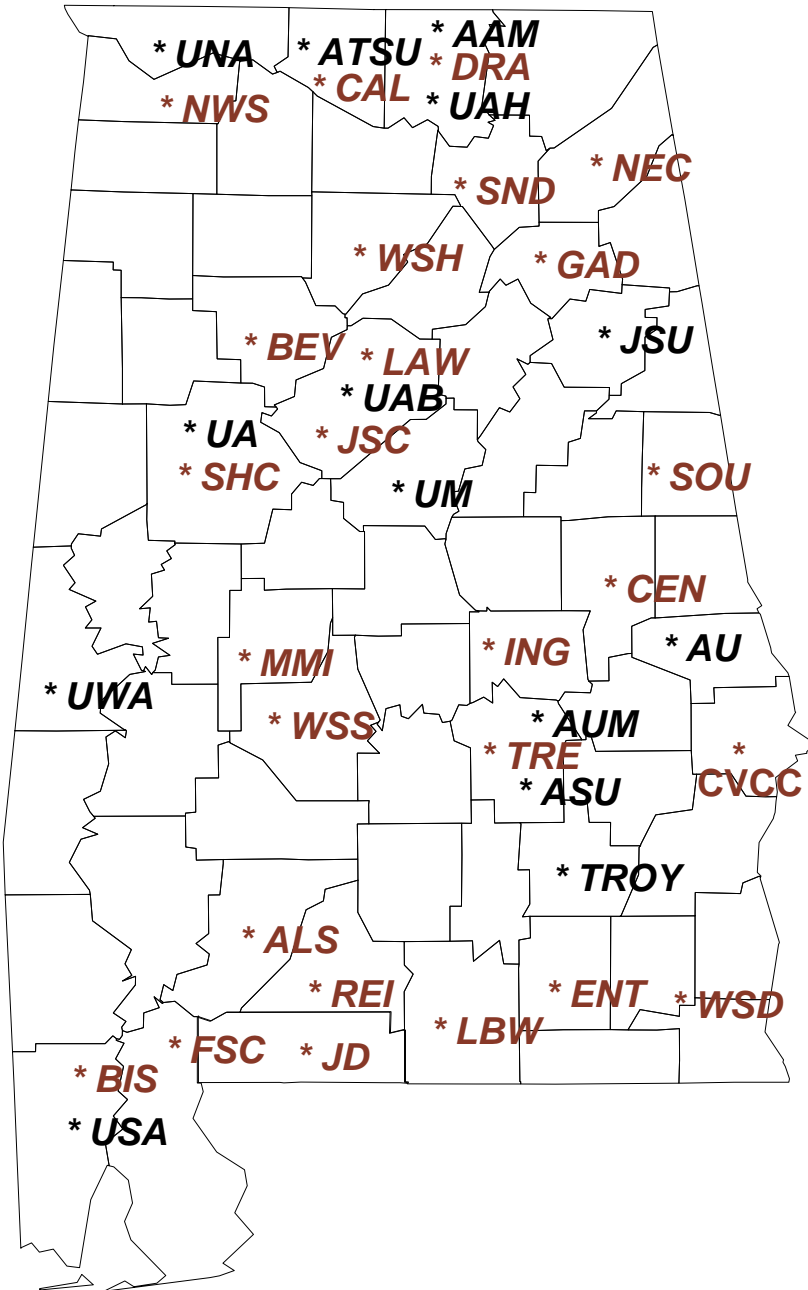 * UNA
* ATSU
* AAM
* DRA
* CAL
* UAH
* NWS
* NEC
* SND
* WSH
* GAD
* JSU
* BEV
* LAW
* UAB
* UA
* JSC
* SHC
* UM
* SOU
* CEN
* AU
* ING
* MMI
* UWA
* WSS
* AUM
* TRE
* ASU
*
CVCC
* TROY
* ALS
* REI
* ENT
* WSD
* LBW
* FSC
* JD
* BIS
* USA